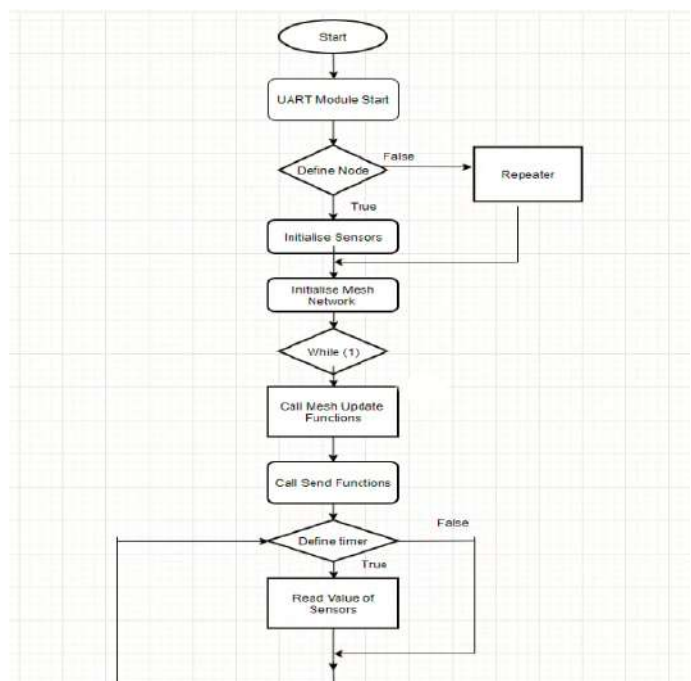 Start
UART Module Start
False
Define Node
Repeater
True
Initialise Sensors
Initialise Mesh
Network
While (1)
Call Mesh Update
Functions
Call Send Functions
False
Define timer
True
Read Value of
Sensors